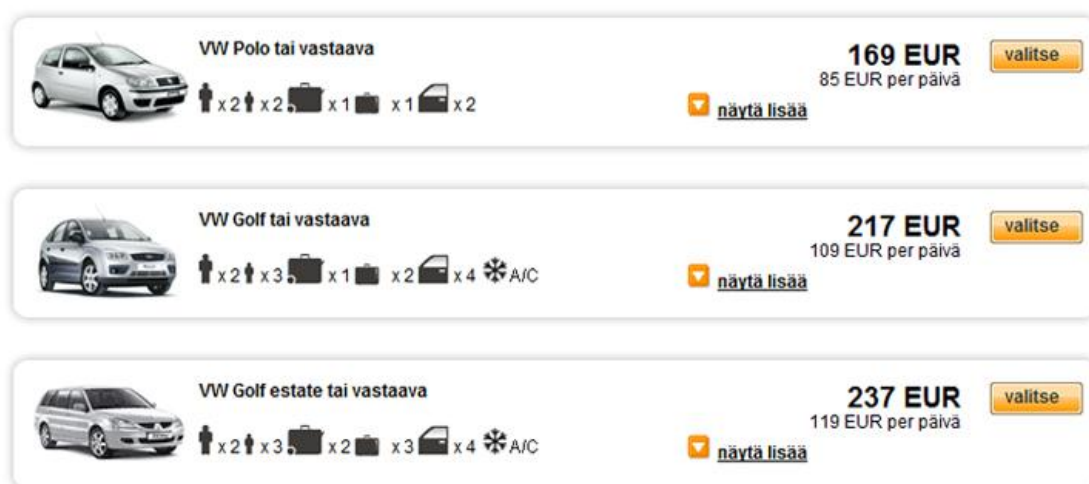 VW Polo tai vastaava
169 EUR
valitse
85 EUR per päivä
x 2 x 2 x 1 x 1 x 2
näytä lisää
VW Golf tai vastaava
217 EUR
valitse
109 EUR per päivä
x 2 x 3 x 1 x 2 x 4 A/C
näytä lisää
VW Golf estate tai vastaava
237 EUR
valitse
119 EUR per päivä
x 2 x 3 x 2 x 3 x 4 A/C
näytä lisää